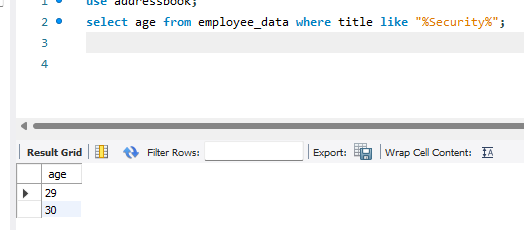 1 use addressbook;
2 select age from employee_data where title like "%Security%";
3
4
Result Grid Filter Rows: Export: Wrap Cell Content: IA
age
29
30